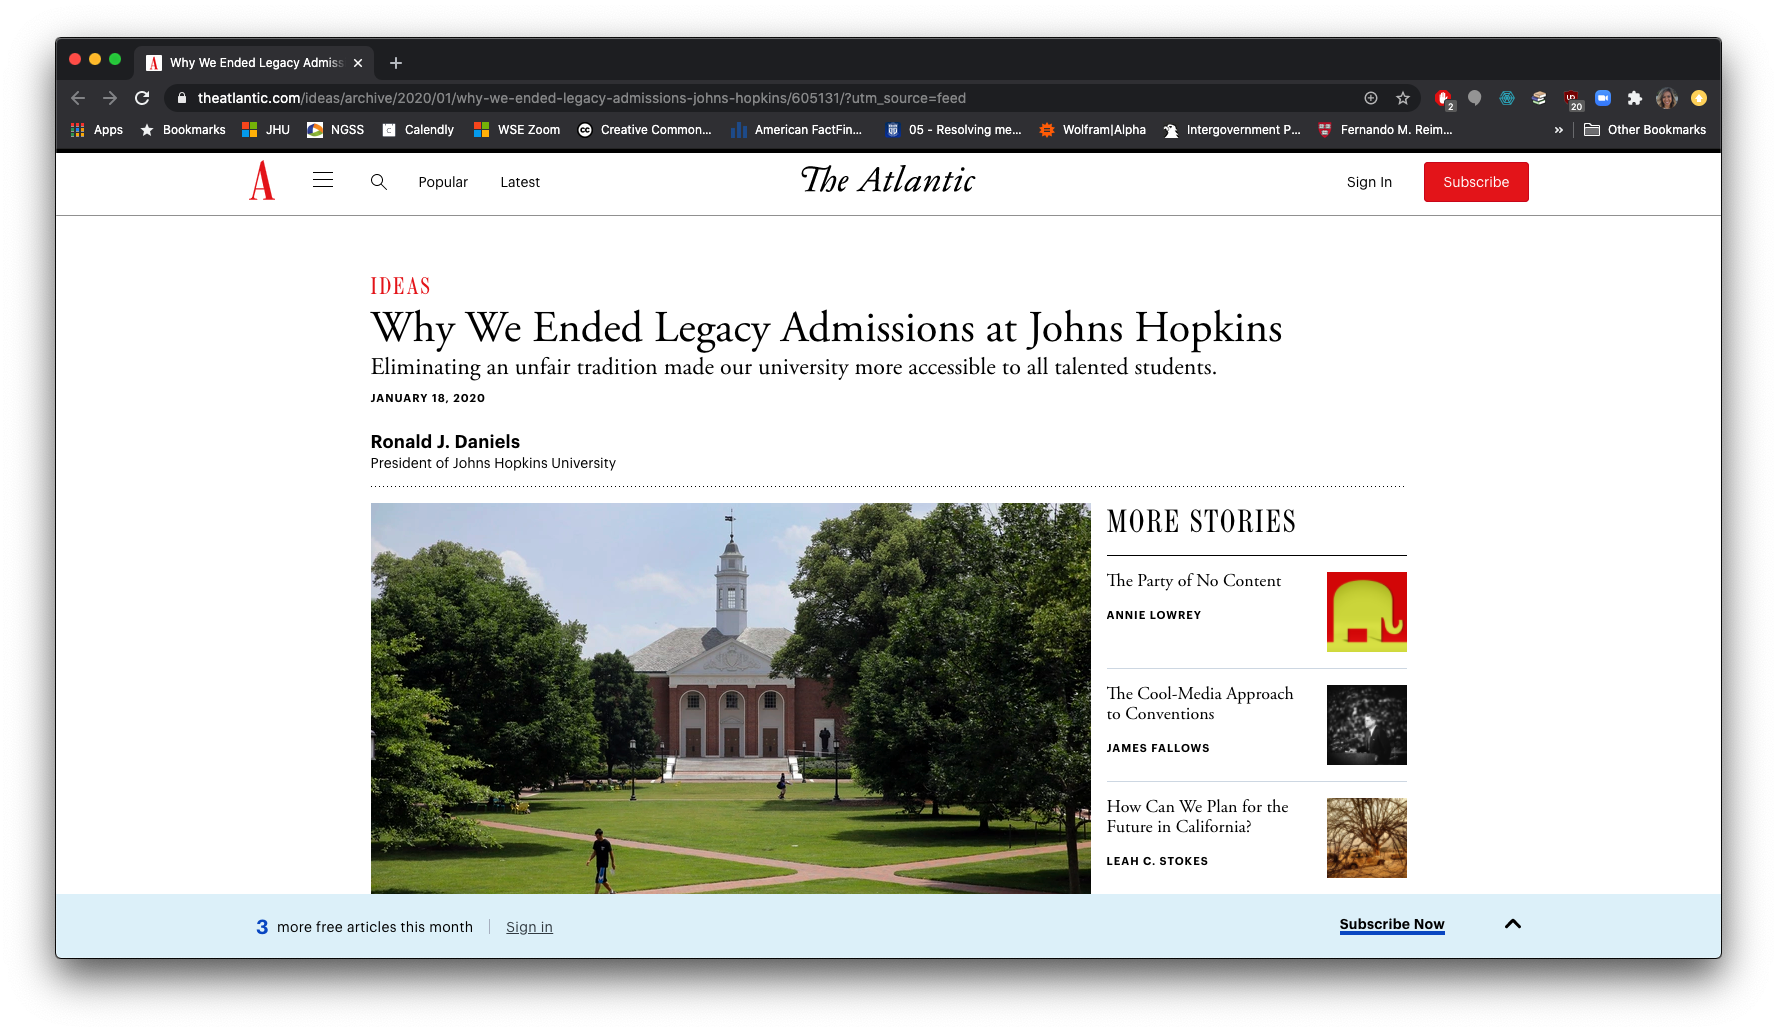 Why We Ended Legacy Admiss
theatlantic.com/ideas/archive/2020/01/why-we-ended-legacy-admissions-johns-hopkins/605131/?utm_source=feed
2
20
Apps
Bookmarks
JHU
NGSS
Calendly
WSE Zoom
Creative Common...
American FactFin...
05 - Resolving me...
Wolfram|Alpha
Intergovernment P...
Fernando M. Reim...
»
Other Bookmarks
A
Popular
Latest
The Atlantic
Sign In
Subscribe
IDEAS
Why We Ended Legacy Admissions at Johns Hopkins
Eliminating an unfair tradition made our university more accessible to all talented students.
JANUARY 18, 2020
Ronald J. Daniels
President of Johns Hopkins University
MORE STORIES
The Party of No Content
ANNIE LOWREY
The Cool-Media Approach
to Conventions
JAMES FALLOWS
How Can We Plan for the
Future in California?
LEAH C. STOKES
3 more free articles this month
Sign in
Subscribe Now